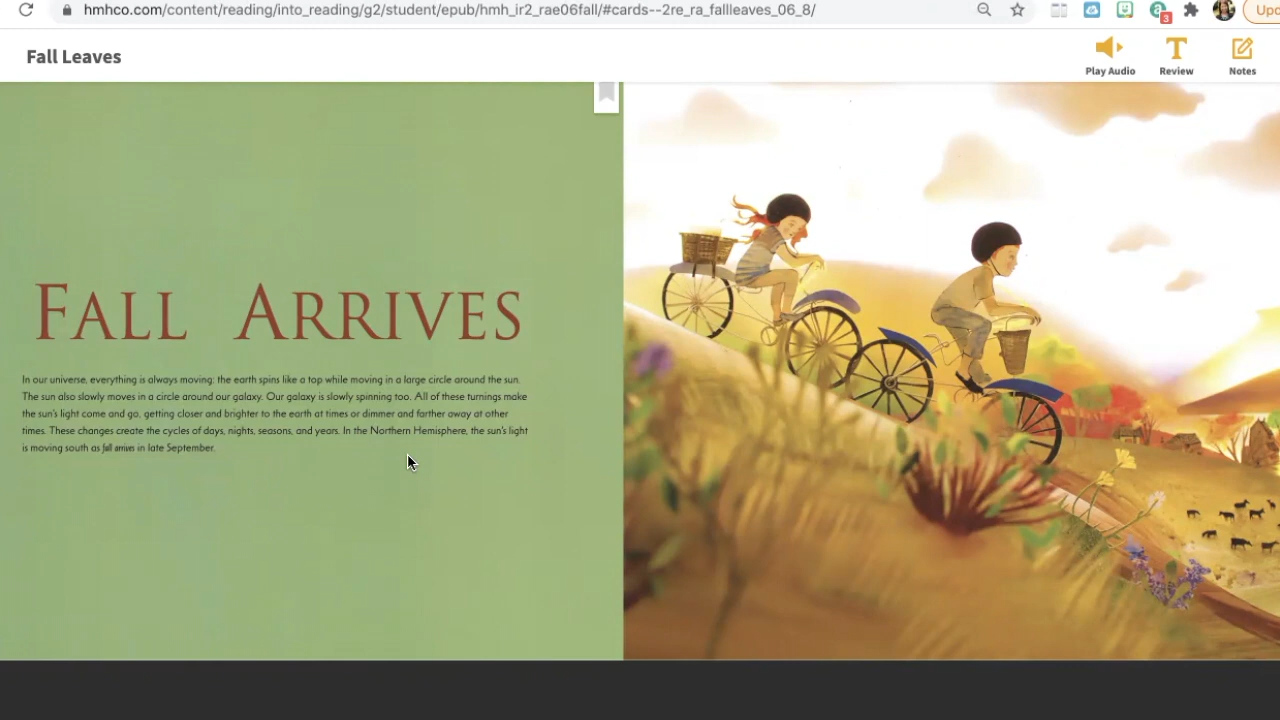 hmhco.com/content/reading/into_reading/g2/student/epub/hmh_ir2_rae06fall/#cards--2re_ra_fallleaves_06_8/
3
Upd
Fall Leaves
Play Audio
Review
Notes
FALL ARRIVES
In our universe, everything is always moving: the earth spins like a top while moving in a large circle around the sun.
The sun also slowly moves in a circle around our galaxy. Our galaxy is slowly spinning too. All of these turnings make
the sun's light come and go, getting closer and brighter to the earth at times or dimmer and farther away at other
times. These changes create the cycles of days, nights, seasons, and years. In the Northern Hemisphere, the sun's light
is moving south as fall arrives in late September.